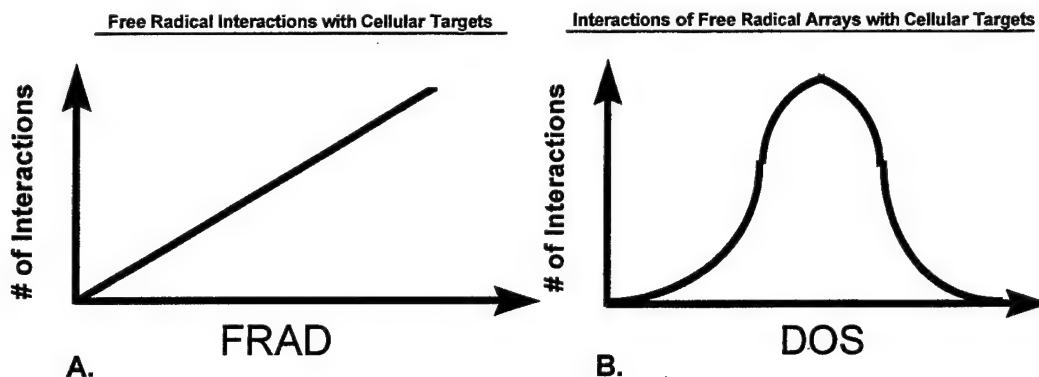 Free Radical Interactions with Cellular Targets
# of Interactions
FRAD
A.
Interactions of Free Radical Arrays with Cellular Targets
# of Interactions
DOS
B.